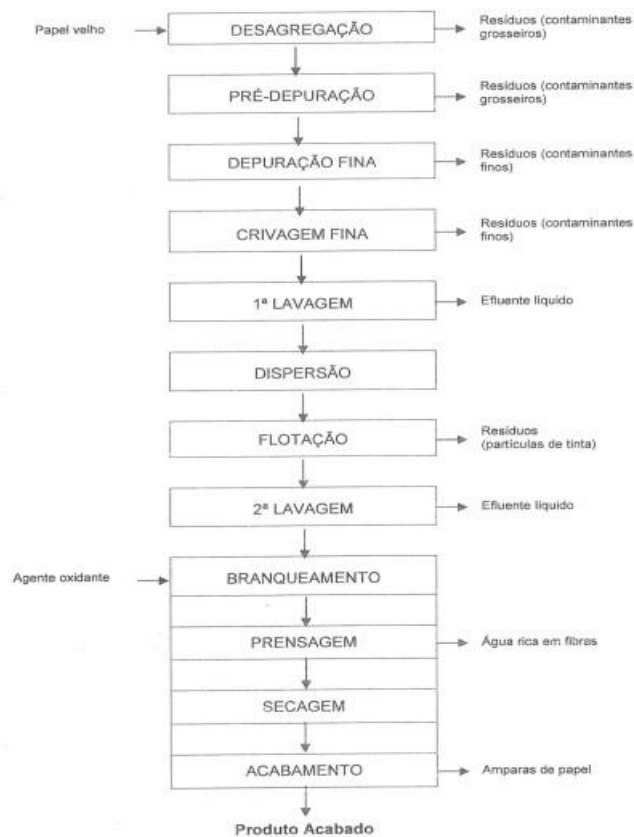 Papel velho
DESAGREGAÇÃO
Resíduos (contaminantes
grosseiros)
PRÉ-DEPURAÇÃO
Resíduos (contaminantes
grosseiros)
DEPURAÇÃO FINA
Resíduos (contaminantes
finos)
CRIVAGEM FINA
Resíduos (contaminantes
finos)
1ª LAVAGEM
Efluente líquido
DISPERSÃO
FLOTAÇÃO
Resíduos
(partículas de tinta)
2ª LAVAGEM
Efluente líquido
Agente oxidante
BRANQUEAMENTO
PRENSAGEM
Água rica em fibras
SECAGEM
ACABAMENTO
Amparas de papel
Produto Acabado